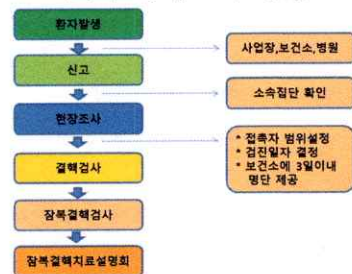 환자발생
사업장,보건소,병원
신고
소속집단 확인
현장조사
* 접촉자 범위설정
* 검진일자 결정
* 보건소에 3일이내
명단 제공
결핵검사
잠복결핵검사
잠복결핵치료설명회